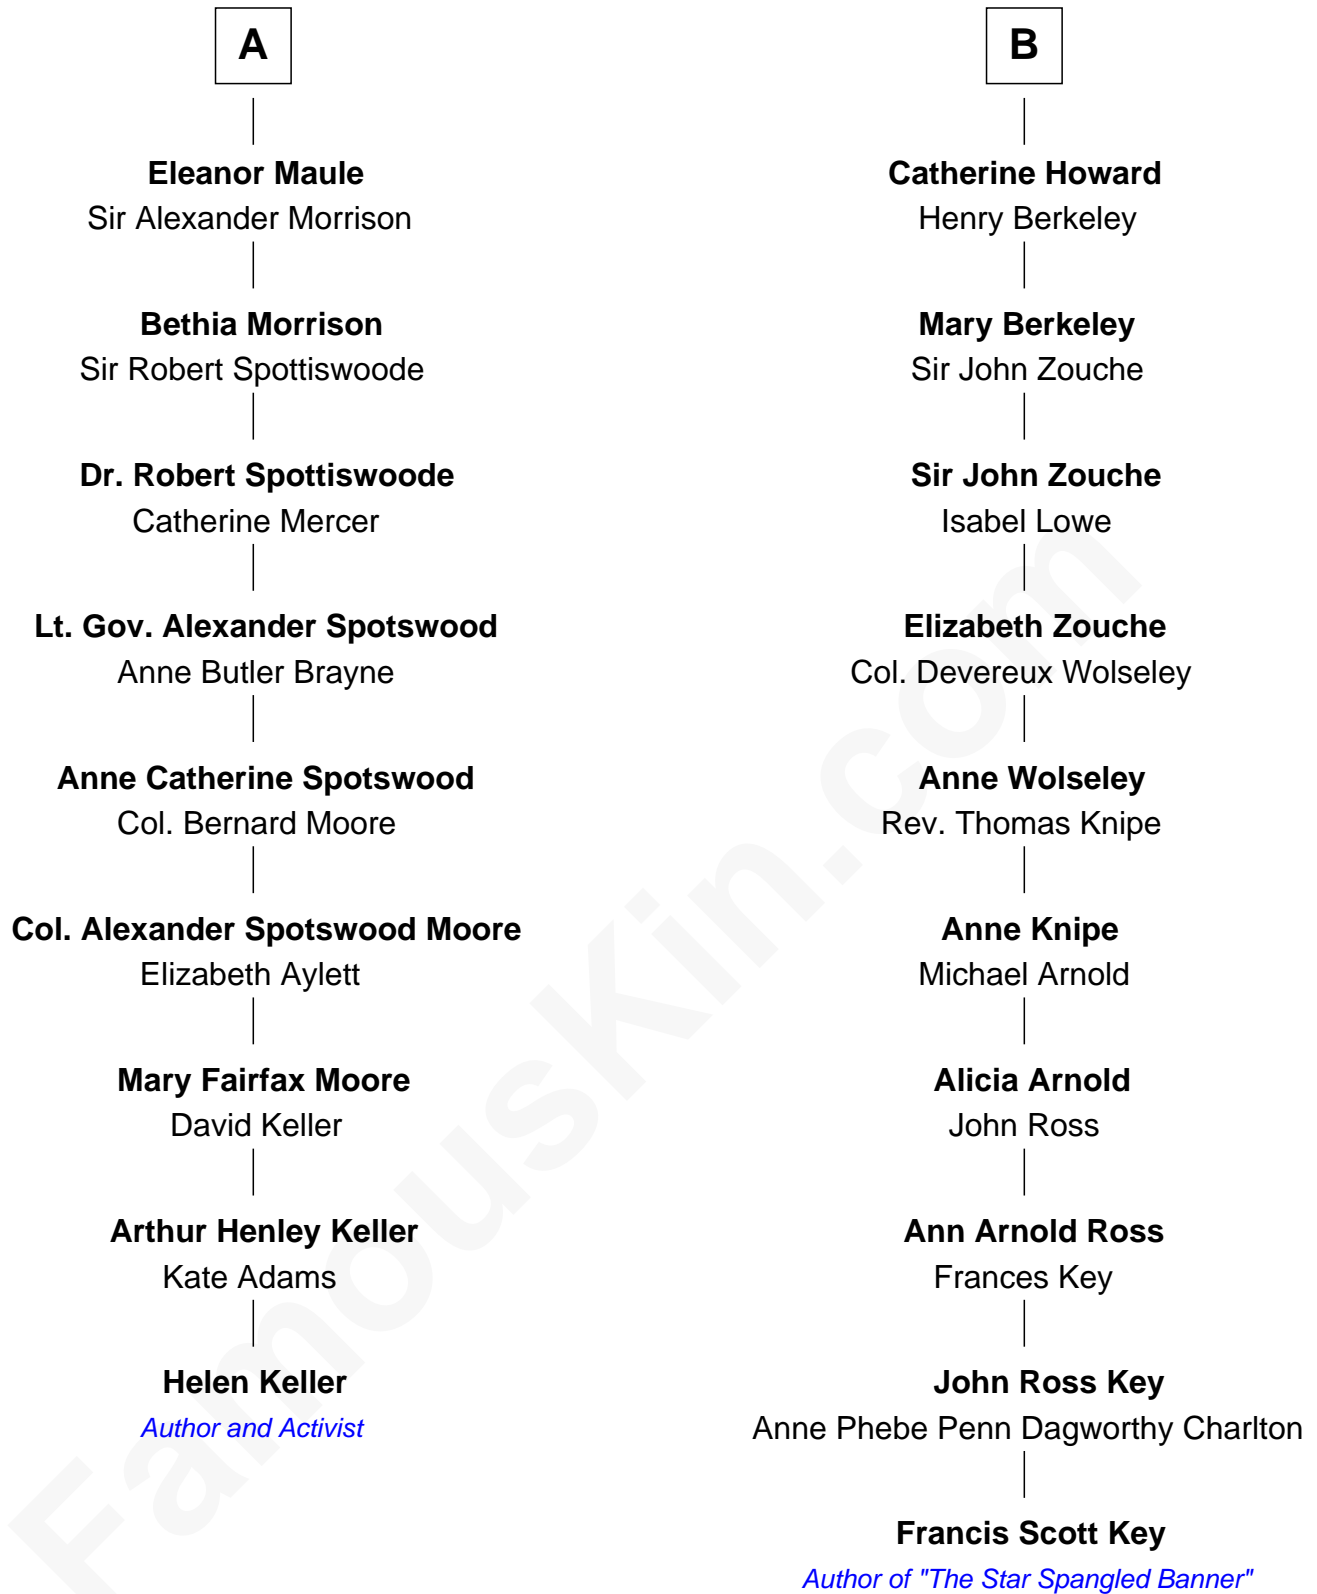 A
Eleanor Maule
Sir Alexander Morrison
Bethia Morrison
Sir Robert Spottiswoode
Dr. Robert Spottiswoode
Catherine Mercer
Lt. Gov. Alexander Spotswood
Anne Butler Brayne
Anne Catherine Spotswood
Col. Bernard Moore
Col. Alexander Spotswood Moore
Elizabeth Aylett
Mary Fairfax Moore
David Keller
Arthur Henley Keller
Kate Adams
Helen Keller
Author and Activist
B
Catherine Howard
Henry Berkeley
Mary Berkeley
Sir John Zouche
Sir John Zouche
Isabel Lowe
Elizabeth Zouche
Col. Devereux Wolseley
Anne Wolseley
Rev. Thomas Knipe
Anne Knipe
Michael Arnold
Alicia Arnold
John Ross
Ann Arnold Ross
Frances Key
John Ross Key
Anne Phebe Penn Dagworthy Charlton
Francis Scott Key
Author of "The Star Spangled Banner"
FamousKin.com